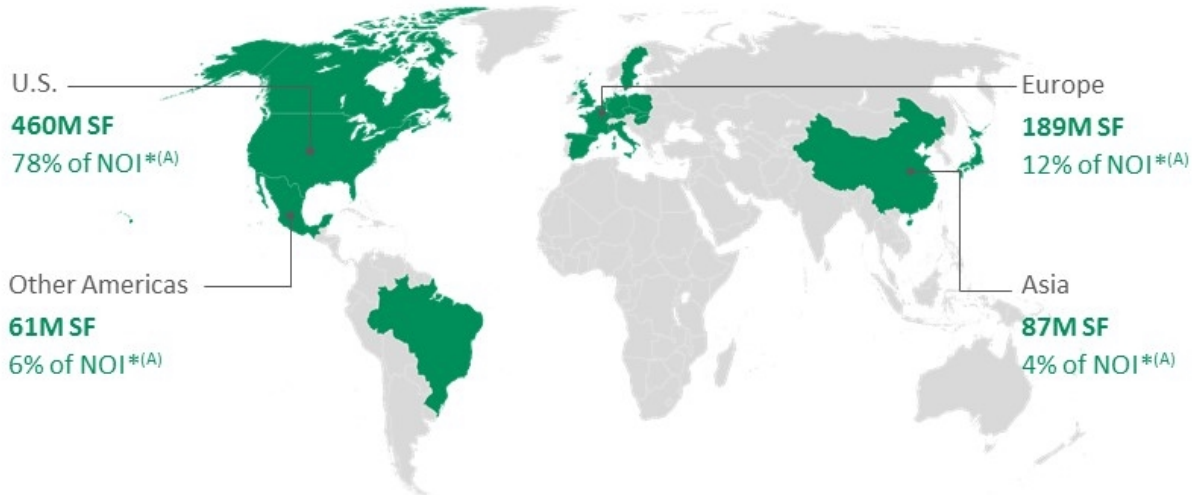 U.S.
460M SF
78% of NOI*(A)
Other Americas
61M SF
6% of NOI*(A)
Europe
189M SF
12% of NOI*(A)
Asia
87M SF
4% of NOI*(A)